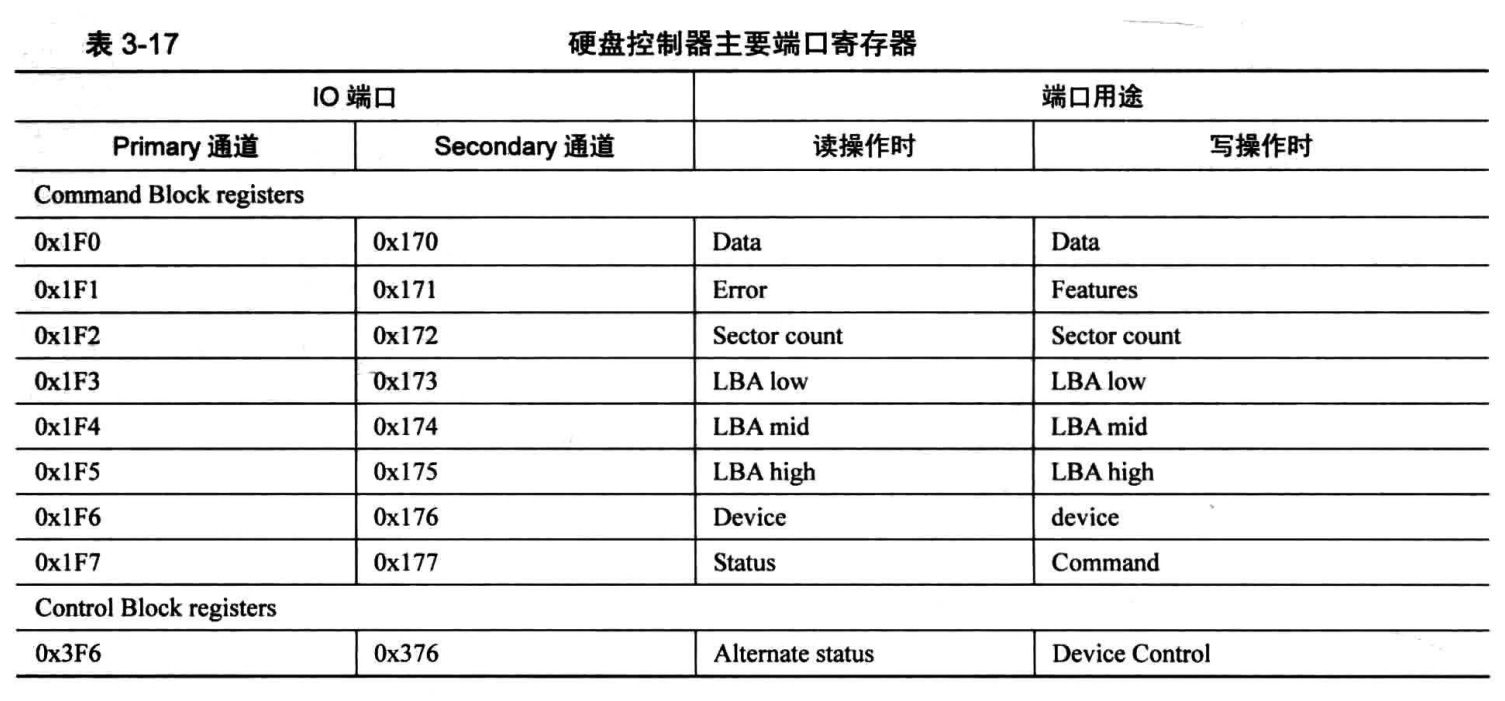 表 3-17 硬盘控制器主要端口寄存器
IO 端口 端口用途
Primary 通道 Secondary 通道 读操作时 写操作时
Command Block registers
0x1F0 0x170 Data Data
0x1F1 0x171 Error Features
0x1F2 0x172 Sector count Sector count
0x1F3 0x173 LBA low LBA low
0x1F4 0x174 LBA mid LBA mid
0x1F5 0x175 LBA high LBA high
0x1F6 0x176 Device device
0x1F7 0x177 Status Command
Control Block registers
0x3F6 0x376 Alternate status Device Control